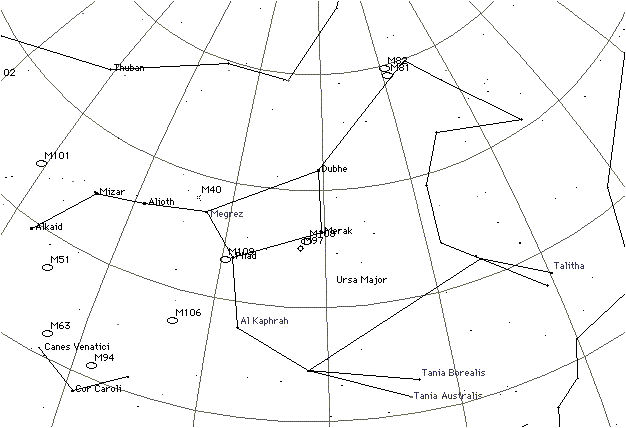 M82
M81
Thuban
02
M101
Dubhe
Mizar
M40
Alioth
Megrez
Alkaid
Merak
M108
M97
M109
Phad
M51
Talitha
Ursa Major
M106
Al Kaphrah
M63
Canes Venatici
M94
Tania Borealis
Cor Caroli
Tania Australis